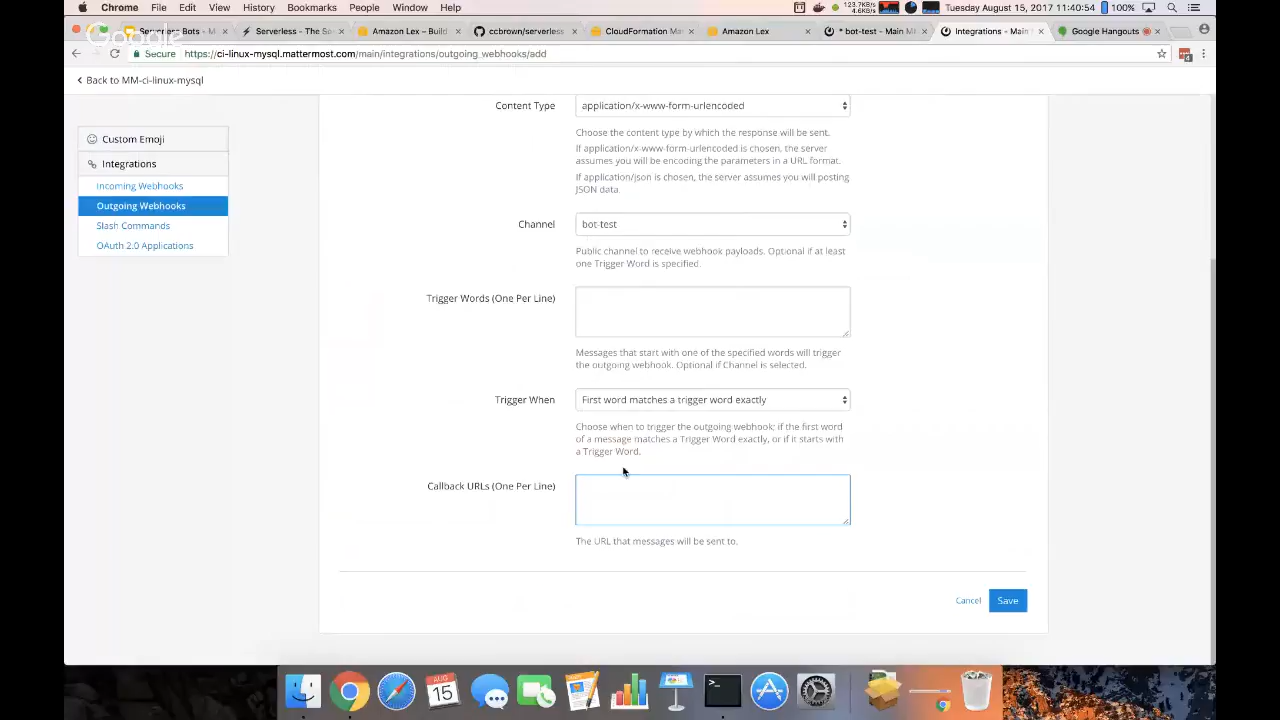 Chrome File Edit View History Bookmarks People Window Help
123.7KB/s
4.6KB/s
Tuesday August 15, 2017 11:40:54
100%
Google
Serverless - The Serv
Amazon Lex – Build
ccbrown/serverless
CloudFormation Ma
Amazon Lex
* bot-test - Main M
Integrations - Main
Google Hangouts
Secure
https://ci-linux-mysql.mattermost.com/main/integrations/outgoing_webhooks/add
Back to MM-ci-linux-mysql
Custom Emoji
Integrations
Incoming Webhooks
Outgoing Webhooks
Slash Commands
OAuth 2.0 Applications
Content Type
application/x-www-form-urlencoded
Choose the content type by which the response will be sent.
If application/x-www-form-urlencoded is chosen, the server
assumes you will be encoding the parameters in a URL format.
If application/json is chosen, the server assumes you will posting
JSON data.
Channel
bot-test
Public channel to receive webhook payloads. Optional if at least
one Trigger Word is specified.
Trigger Words (One Per Line)
Messages that start with one of the specified words will trigger
the outgoing webhook. Optional if Channel is selected.
Trigger When
First word matches a trigger word exactly
Choose when to trigger the outgoing webhook; if the first word
of a message matches a Trigger Word exactly, or if it starts with
a Trigger Word.
Callback URLs (One Per Line)
The URL that messages will be sent to.
Cancel
Save
AUG
15